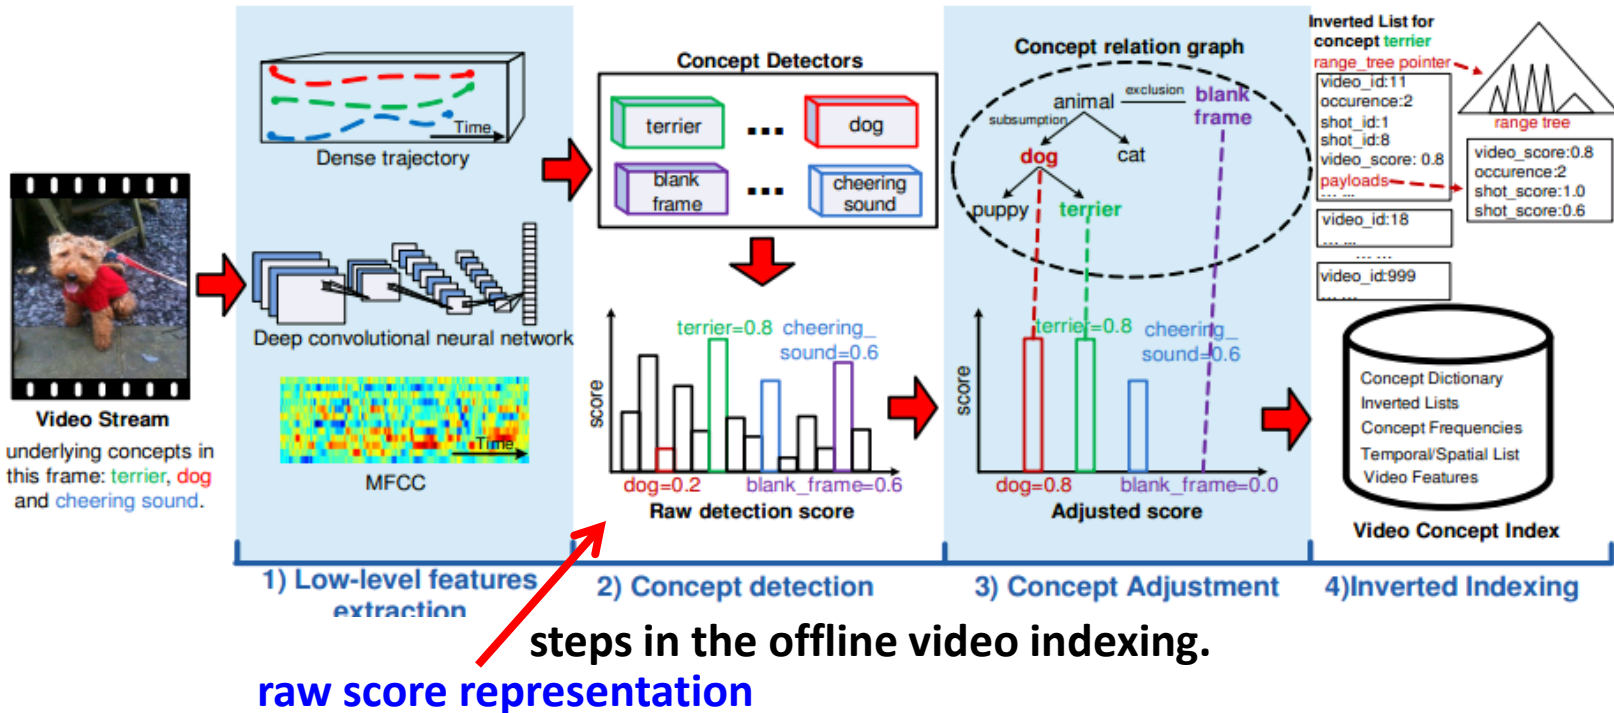 Video Stream
underlying concepts in
this frame: terrier, dog
and cheering sound.
Time
Dense trajectory
Deep convolutional neural network
Time
MFCC
1) Low-level features
extraction
Concept Detectors
terrier
...
dog
blank
frame
...
cheering
sound
score
terrier=0.8
cheering_
sound=0.6
dog=0.2
blank_frame=0.6
Raw detection score
2) Concept detection
Concept relation graph
animal
exclusion
blank
frame
subsumption
dog
cat
puppy
terrier
score
terrier=0.8
cheering_
sound=0.6
dog=0.8
blank_frame=0.0
Adjusted score
3) Concept Adjustment
Inverted List for
concept terrier
range_tree pointer
video_id:11
occurence:2
shot_id:1
shot_id:8
video_score: 0.8
payloads
... ...
range tree
video_score:0.8
occurence:2
shot_score:1.0
shot_score:0.6
video_id:18
... ...
... ...
video_id:999
... ...
Concept Dictionary
Inverted Lists
Concept Frequencies
Temporal/Spatial List
Video Features
Video Concept Index
4)Inverted Indexing
steps in the offline video indexing.
raw score representation